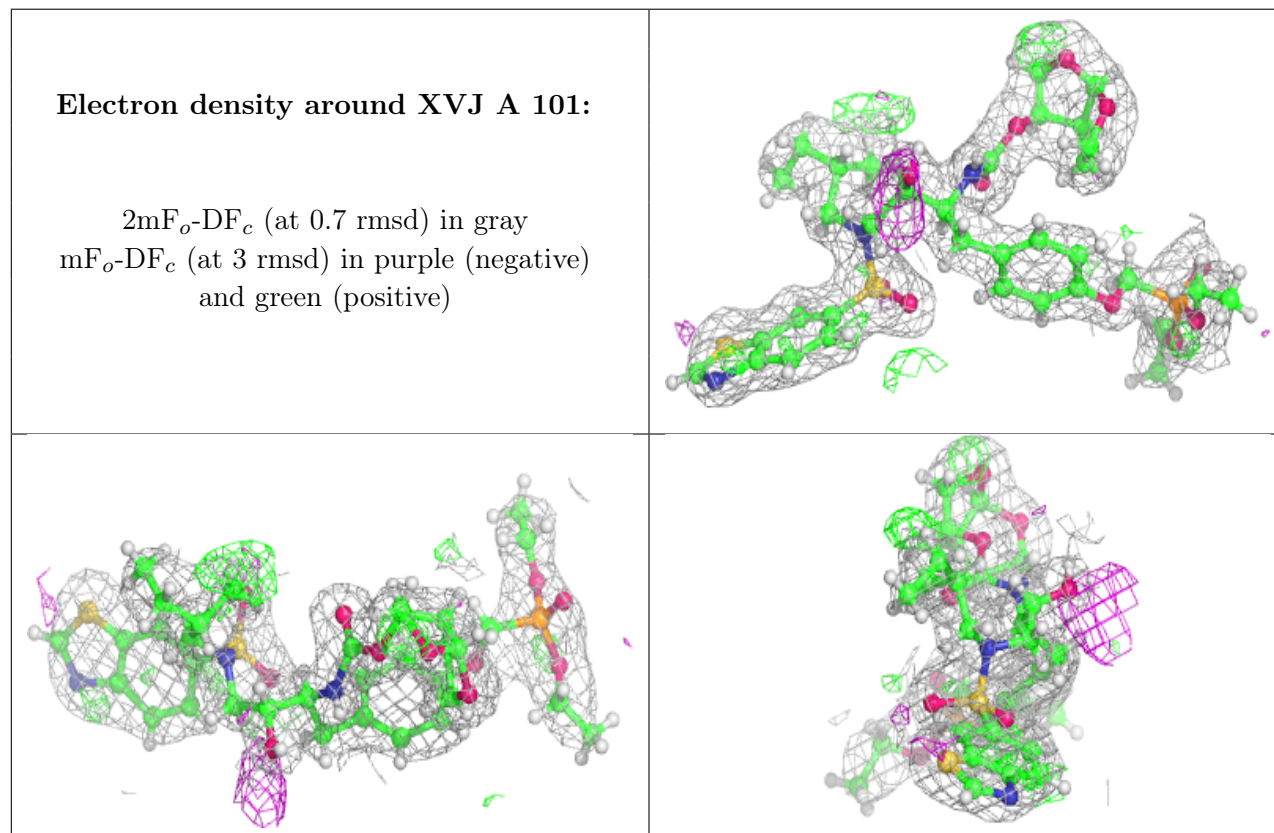 Electron density around XVJ A 101:
2mFo-DFc (at 0.7 rmsd) in gray
mFo-DFc (at 3 rmsd) in purple (negative)
and green (positive)